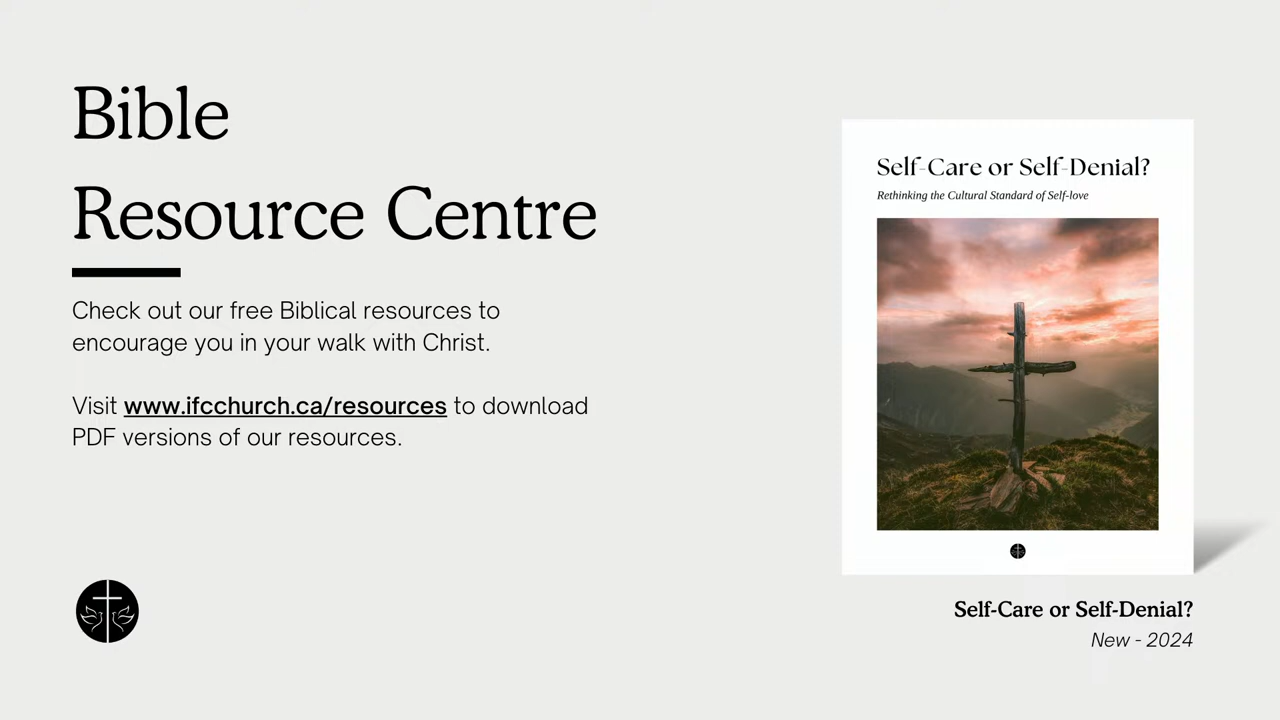 Bible
Resource Centre
Check out our free Biblical resources to
encourage you in your walk with Christ.
Visit www.ifcchurch.ca/resources to download
PDF versions of our resources.
Self-Care or Self-Denial?
Rethinking the Cultural Standard of Self-love
Self-Care or Self-Denial?
New - 2024